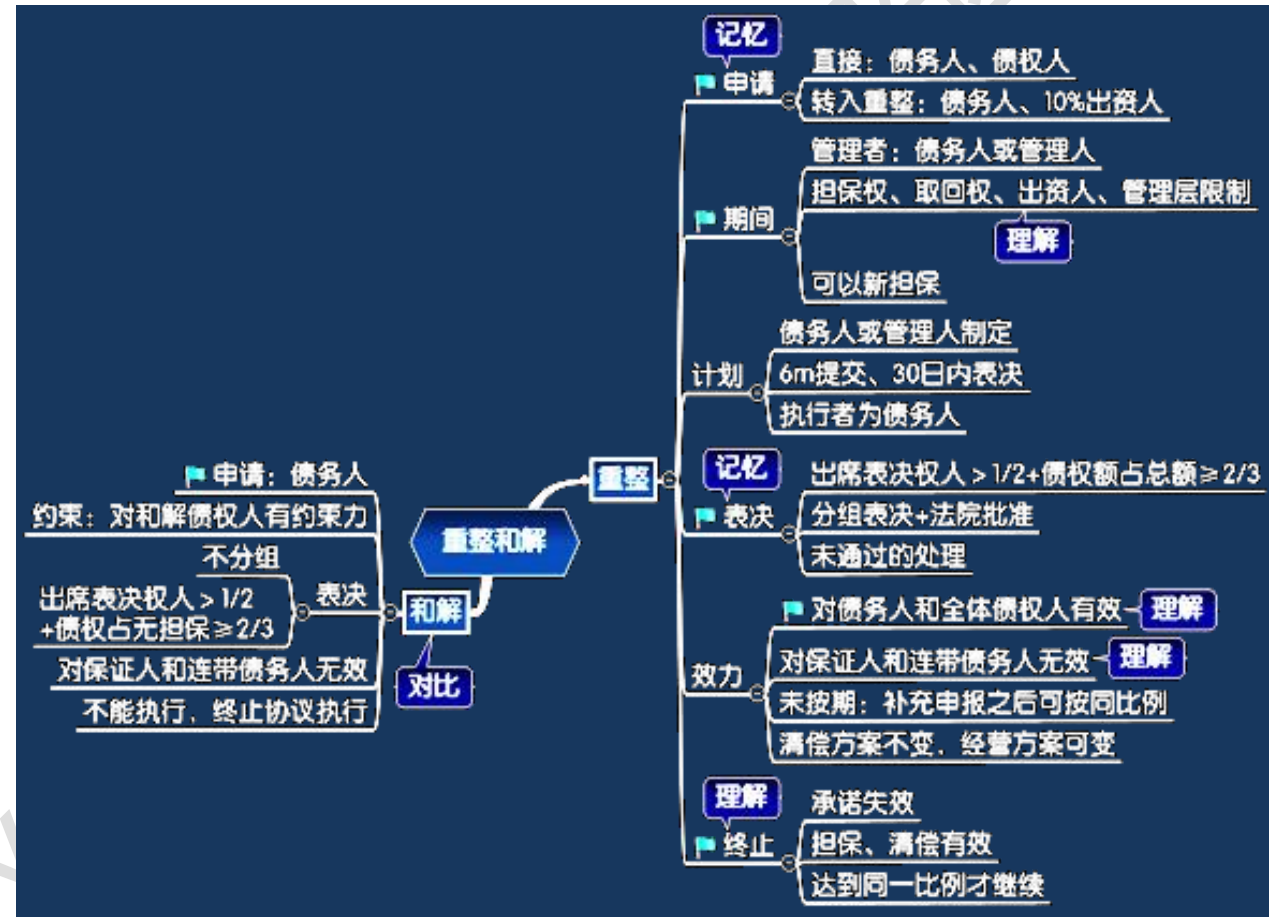 重整和解
重整
记忆
申请
直接：债务人、债权人
转入重整：债务人、10%出资人
期间
管理者：债务人或管理人
担保权、取回权、出资人、管理层限制
理解
可以新担保
计划
债务人或管理人制定
6m提交、30日内表决
执行者为债务人
记忆
表决
出席表决权人＞1/2+债权额占总额≥2/3
分组表决+法院批准
未通过的处理
效力
对债务人和全体债权人有效
理解
对保证人和连带债务人无效
理解
未按期：补充申报之后可按同比例
清偿方案不变，经营方案可变
理解
终止
承诺失效
担保、清偿有效
达到同一比例才继续
和解
对比
申请：债务人
约束：对和解债权人有约束力
表决
不分组
出席表决权人＞1/2
+债权占无担保≥2/3
对保证人和连带债务人无效
不能执行，终止协议执行